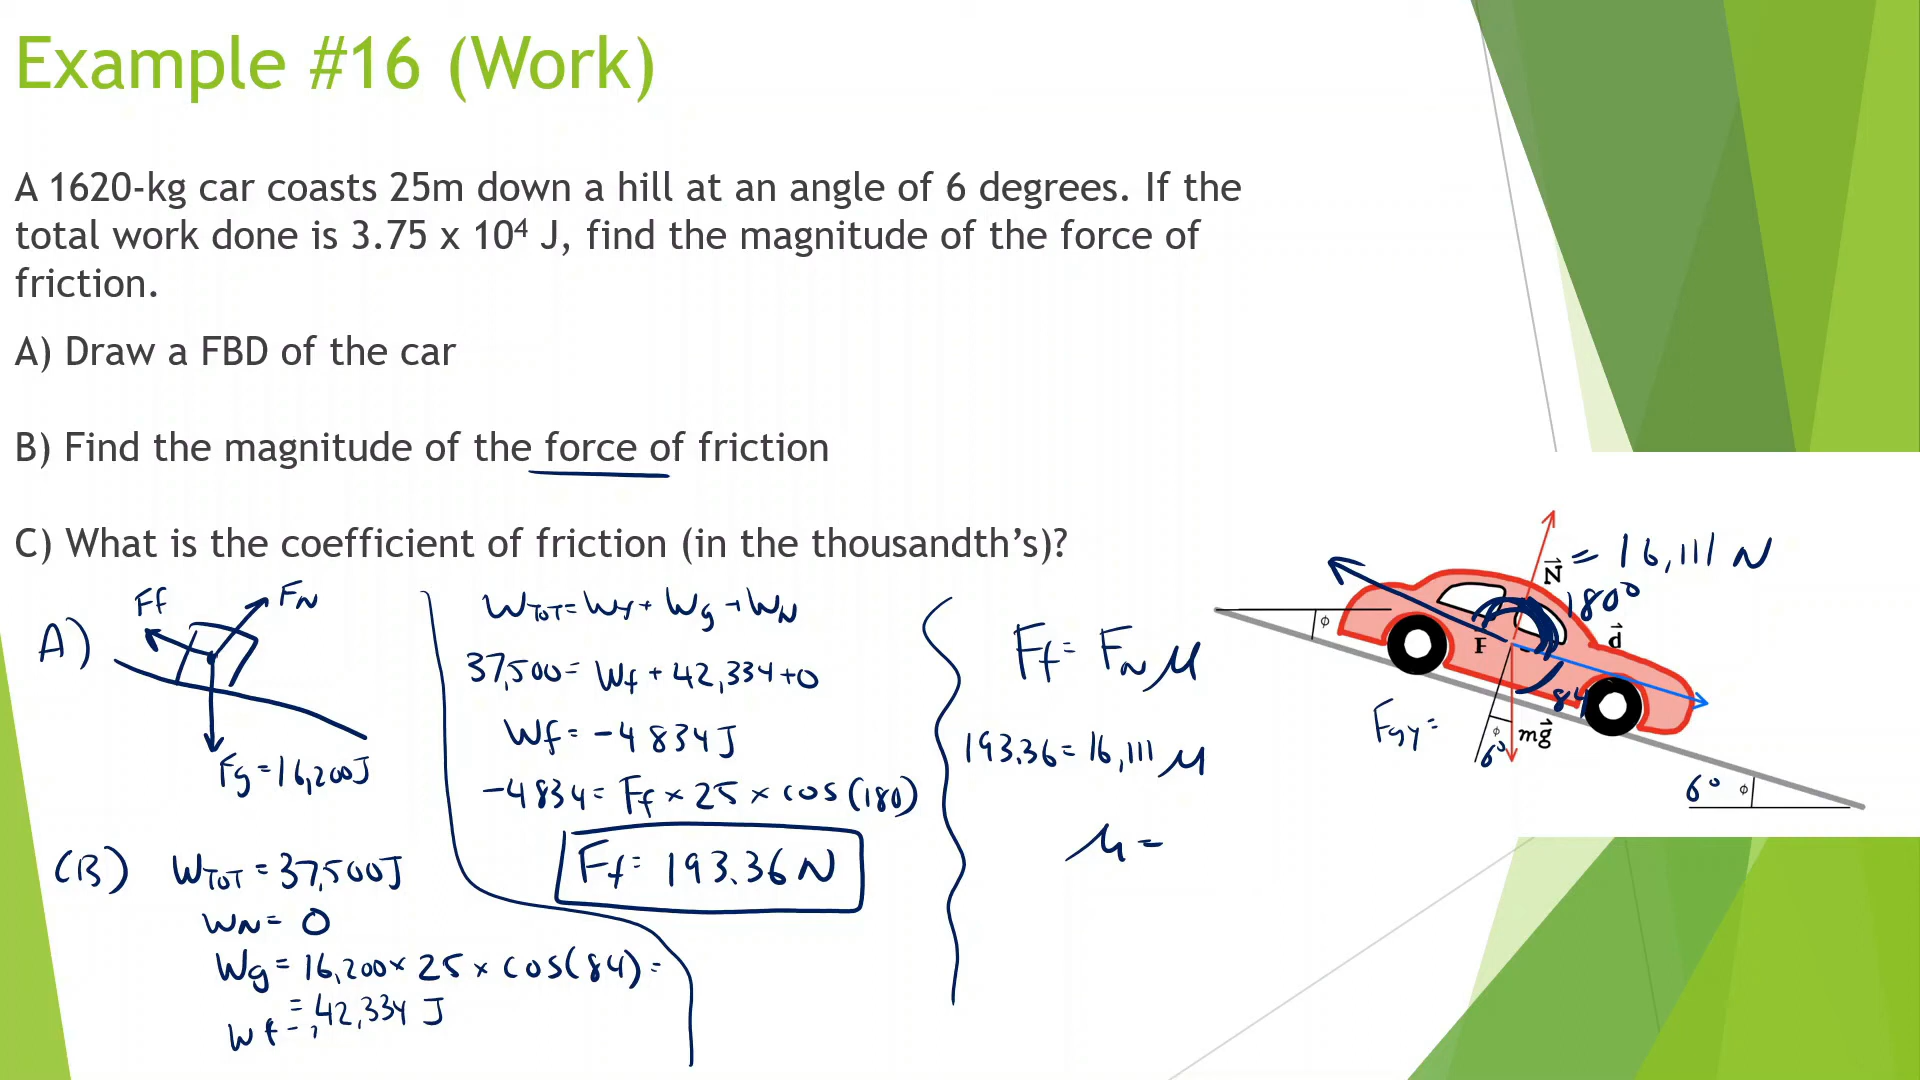 Example #16 (Work)
A 1620-kg car coasts 25m down a hill at an angle of 6 degrees. If the
total work done is 3.75 x 10⁴ J, find the magnitude of the force of
friction.
A) Draw a FBD of the car
B) Find the magnitude of the force of friction
C) What is the coefficient of friction (in the thousandth's)?
A)
Ff
FN
Fg = 16,200J
(B) WTOT = 37,500J
WN = 0
Wg = 16,200 × 25 × cos(84) =
= 42,334 J
Wf = ?
WTOT = Wf + Wg + WN
37,500 = Wf + 42,334 + 0
Wf = -4834J
-4834 = Ff × 25 × cos(180)
Ff = 193.36 N
Ff = FN μ
193.36 = 16,111 μ
μ =
N⃗ = 16,111 N
180°
d⃗
F
84
ϕ
Fgy =
ϕ
6°
mg⃗
6° ϕ